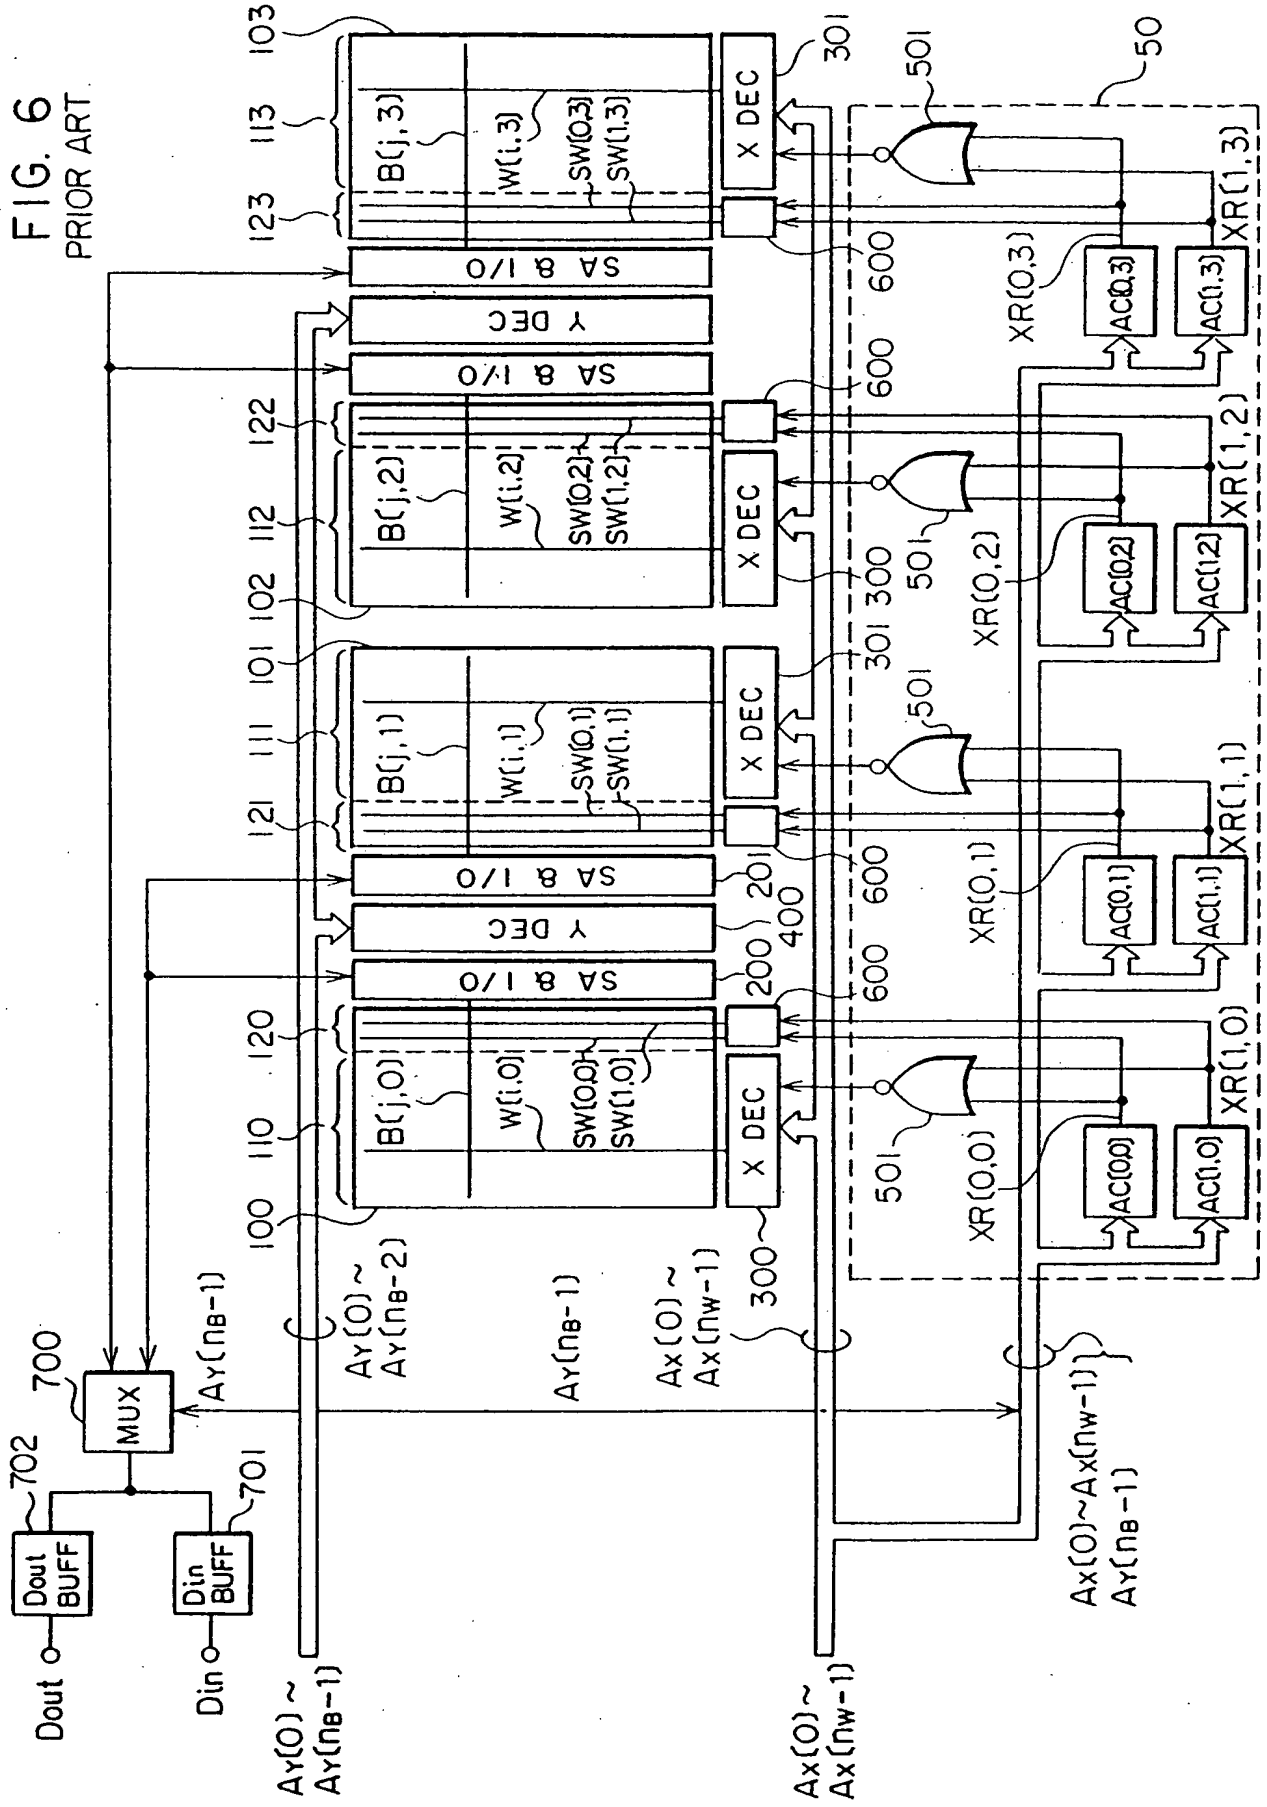 FIG. 6
PRIOR ART
Dout
Dout
BUFF
702
Din
Din
BUFF
701
MUX
700
AY(nB-1)
AY(0)~
AY(nB-1)
AY(0)~
AY(nB-2)
AY(nB-1)
AX(0)~
AX(nW-1)
AX(0)~
AX(nW-1)
AX(0)~AX(nW-1)
AY(nB-1)
100
110
120
B(j,0)
W(i,0)
SW(0,0)
SW(1,0)
X DEC
300
600
SA & I/O
200
Y DEC
400
SA & I/O
201
121
111
101
B(j,1)
W(i,1)
SW(0,1)
SW(1,1)
600
X DEC
301
102
112
122
B(j,2)
W(i,2)
SW(0,2)
SW(1,2)
X DEC
300
600
SA & I/O
Y DEC
SA & I/O
123
113
103
B(j,3)
W(i,3)
SW(0,3)
SW(1,3)
600
X DEC
301
50
501
XR(0,0)
AC(0,0)
AC(1,0)
XR(1,0)
501
XR(0,1)
AC(0,1)
AC(1,1)
XR(1,1)
501
XR(0,2)
AC(0,2)
AC(1,2)
XR(1,2)
501
XR(0,3)
AC(0,3)
AC(1,3)
XR(1,3)